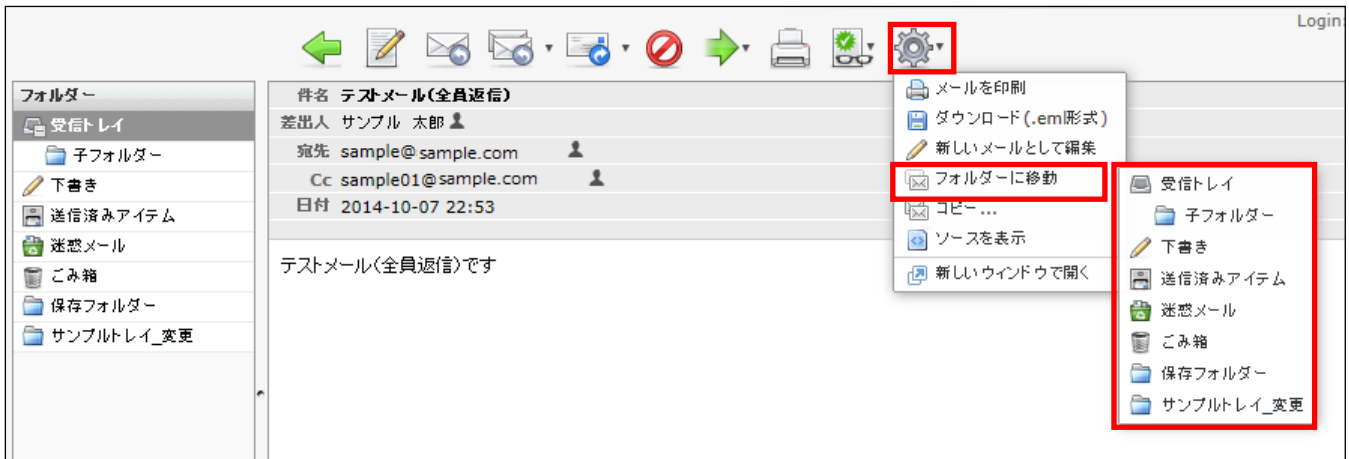 Login:
フォルダー
受信トレイ
子フォルダー
下書き
送信済みアイテム
迷惑メール
ごみ箱
保存フォルダー
サンプルトレイ_変更
件名 テストメール(全員返信)
差出人 サンプル 太郎
宛先 sample@sample.com
Cc sample01@sample.com
日付 2014-10-07 22:53
テストメール(全員返信)です
メールを印刷
ダウンロード(.eml形式)
新しいメールとして編集
フォルダーに移動
コピー...
ソースを表示
新しいウィンドウで開く
受信トレイ
子フォルダー
下書き
送信済みアイテム
迷惑メール
ごみ箱
保存フォルダー
サンプルトレイ_変更